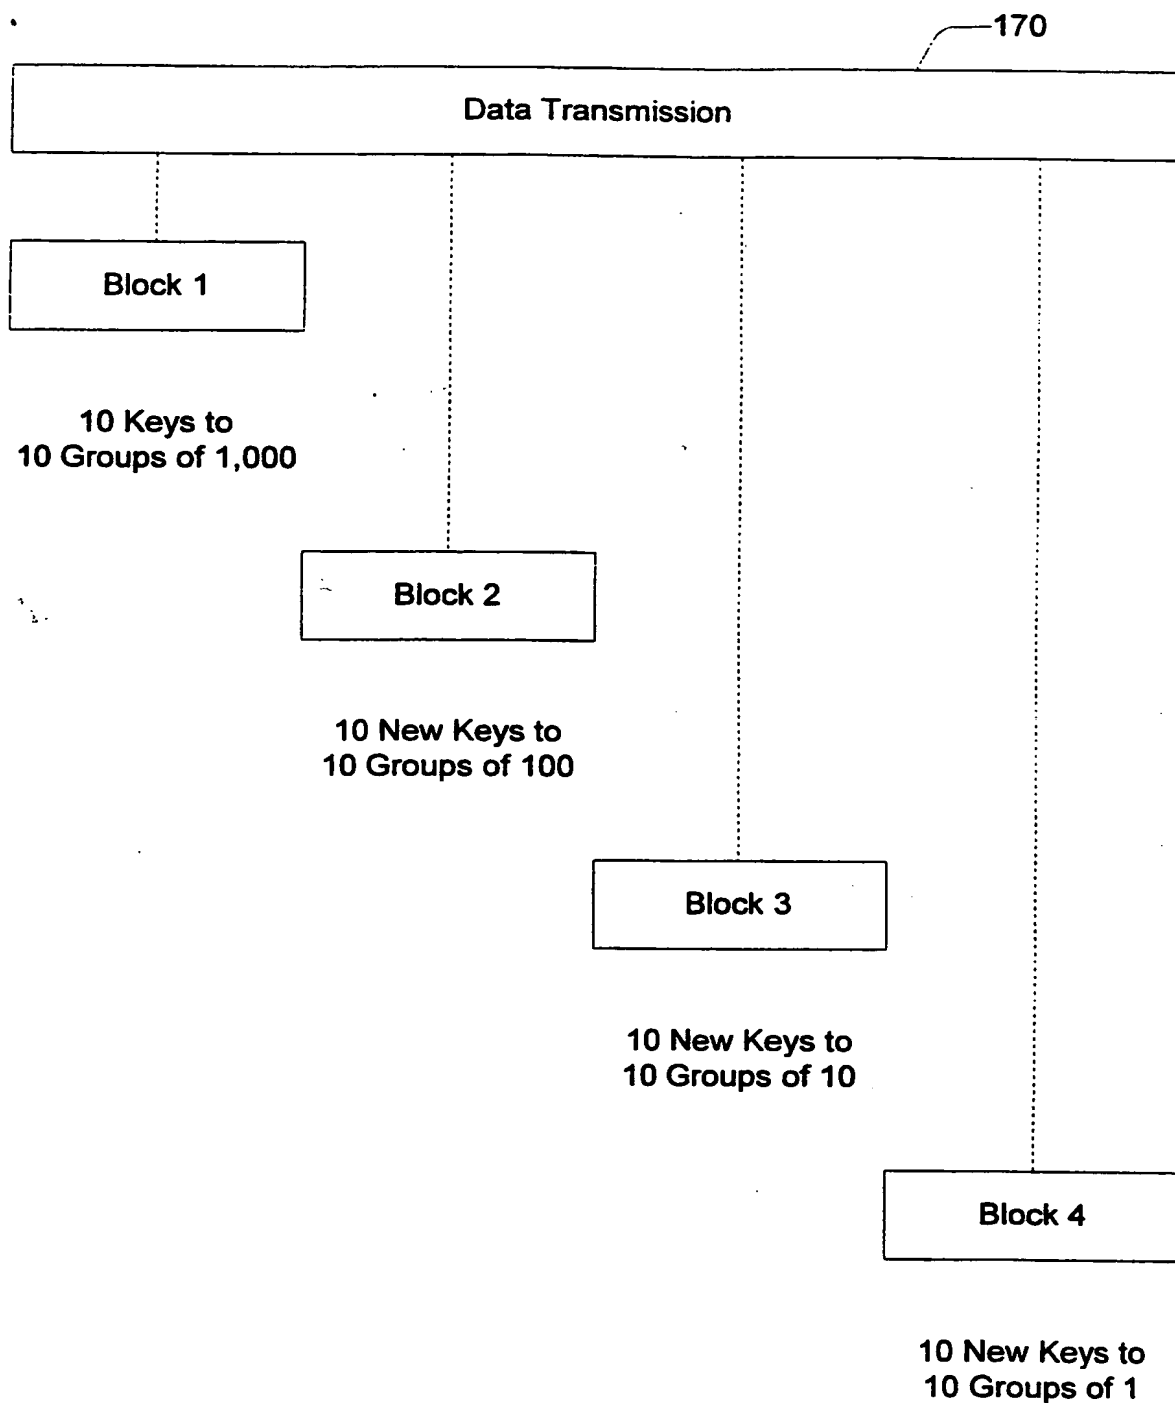 170
Data Transmission
Block 1
10 Keys to
10 Groups of 1,000
Block 2
10 New Keys to
10 Groups of 100
Block 3
10 New Keys to
10 Groups of 10
Block 4
10 New Keys to
10 Groups of 1